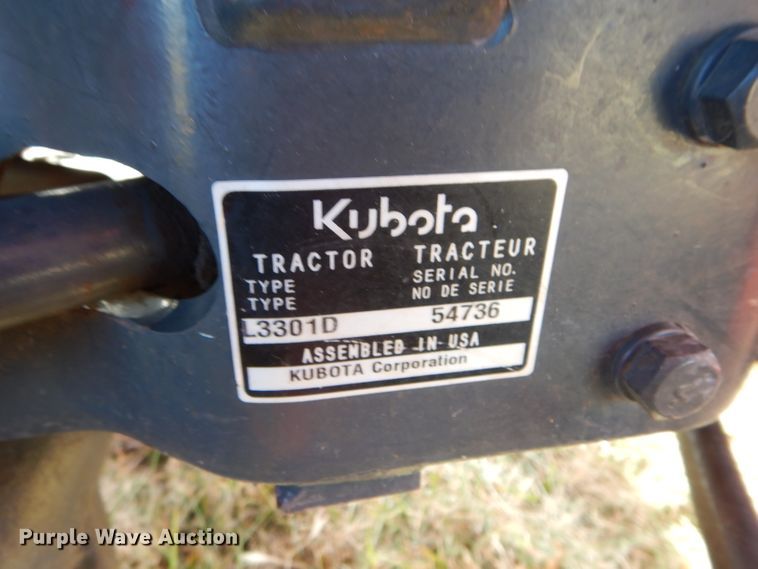 Kubota
TRACTOR TRACTEUR
TYPE SERIAL NO.
TYPE NO DE SERIE
L3301D 54736
ASSEMBLED IN USA
KUBOTA Corporation
Purple Wave Auction®